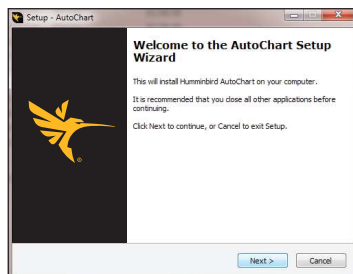 Setup - AutoChart
Welcome to the AutoChart Setup
Wizard
This will install Humminbird AutoChart on your computer.
It is recommended that you close all other applications before
continuing.
Click Next to continue, or Cancel to exit Setup.
®
Next >
Cancel